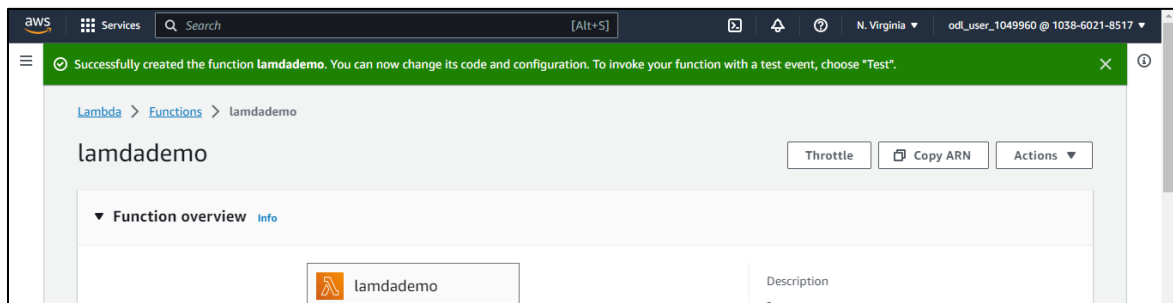 aws Services Search [Alt+S] N. Virginia ▼ odl_user_1049960 @ 1038-6021-8517 ▼
Successfully created the function lamdademo. You can now change its code and configuration. To invoke your function with a test event, choose "Test".
Lambda > Functions > lamdademo
lamdademo
Throttle Copy ARN Actions ▼
▼ Function overview Info
lamdademo
Description
-